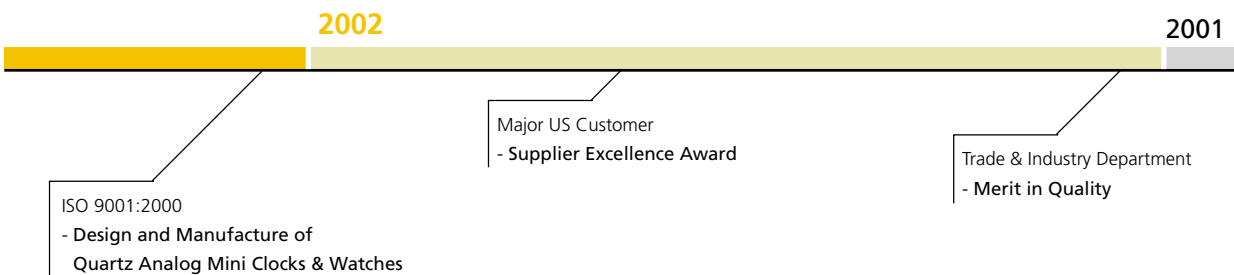 2002
2001
Major US Customer
- Supplier Excellence Award
Trade & Industry Department
- Merit in Quality
ISO 9001:2000
- Design and Manufacture of
Quartz Analog Mini Clocks & Watches